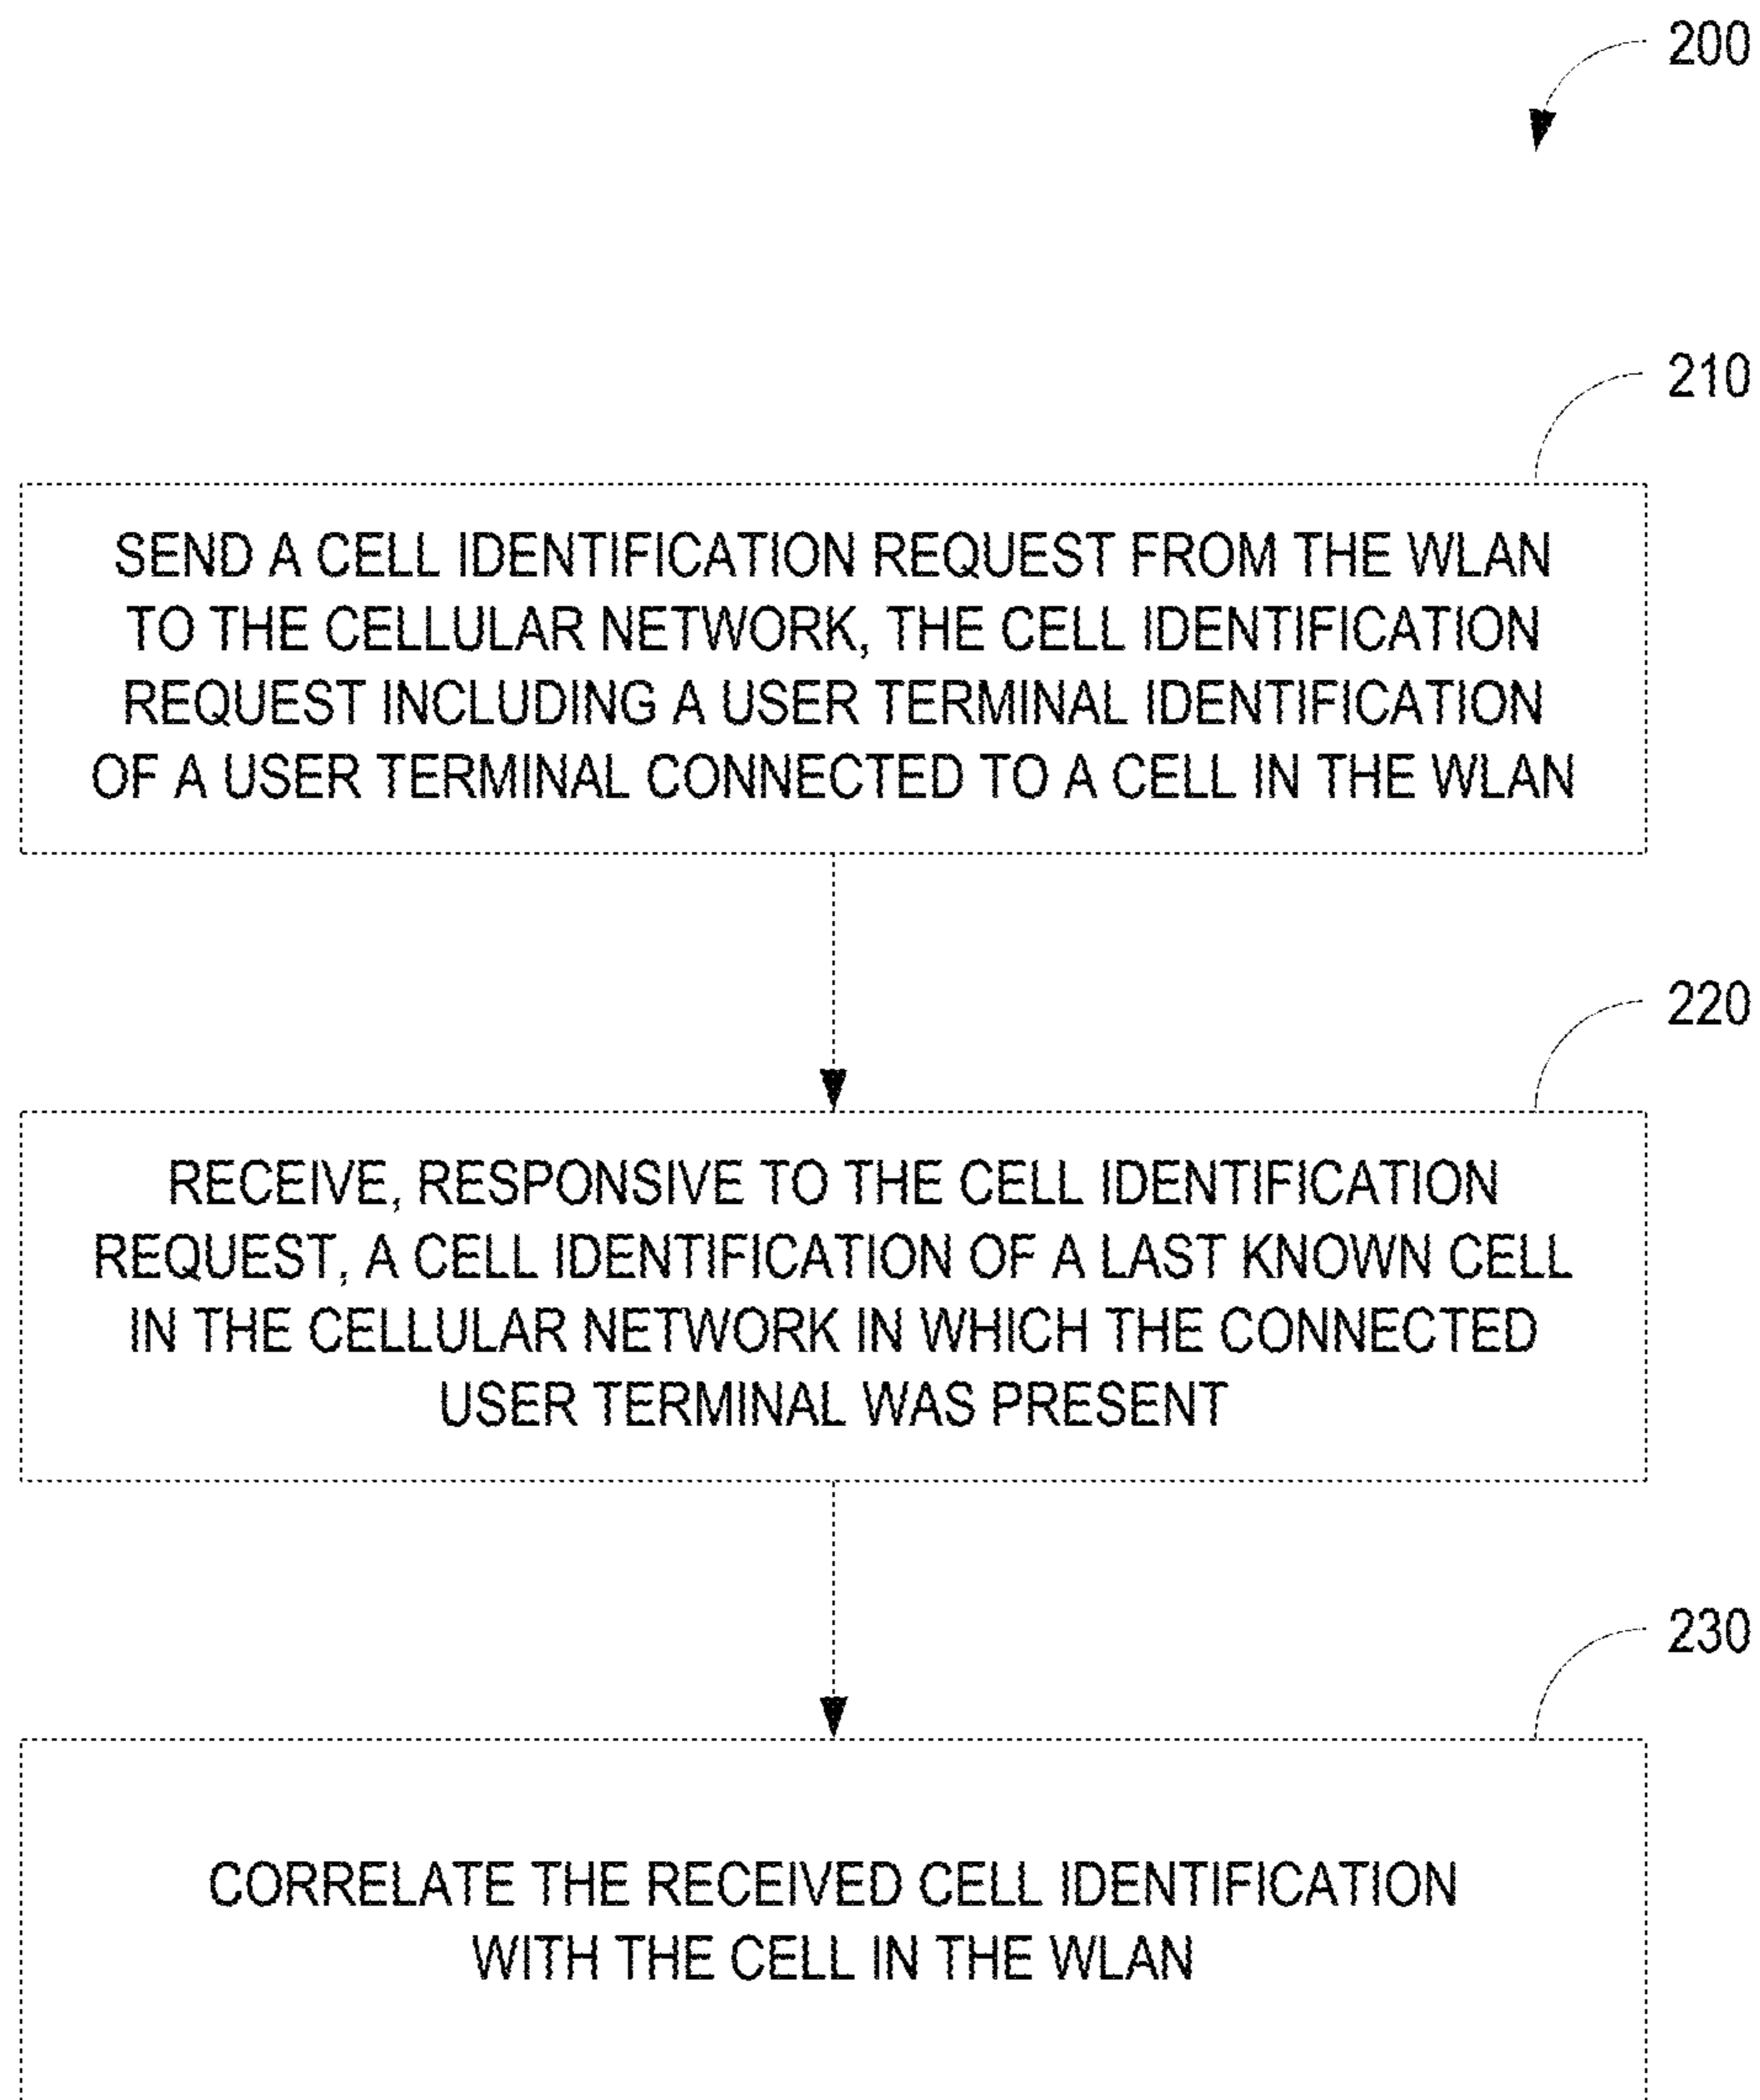 200
210
SEND A CELL IDENTIFICATION REQUEST FROM THE WLAN
TO THE CELLULAR NETWORK, THE CELL IDENTIFICATION
REQUEST INCLUDING A USER TERMINAL IDENTIFICATION
OF A USER TERMINAL CONNECTED TO A CELL IN THE WLAN
220
RECEIVE, RESPONSIVE TO THE CELL IDENTIFICATION
REQUEST, A CELL IDENTIFICATION OF A LAST KNOWN CELL
IN THE CELLULAR NETWORK IN WHICH THE CONNECTED
USER TERMINAL WAS PRESENT
230
CORRELATE THE RECEIVED CELL IDENTIFICATION
WITH THE CELL IN THE WLAN